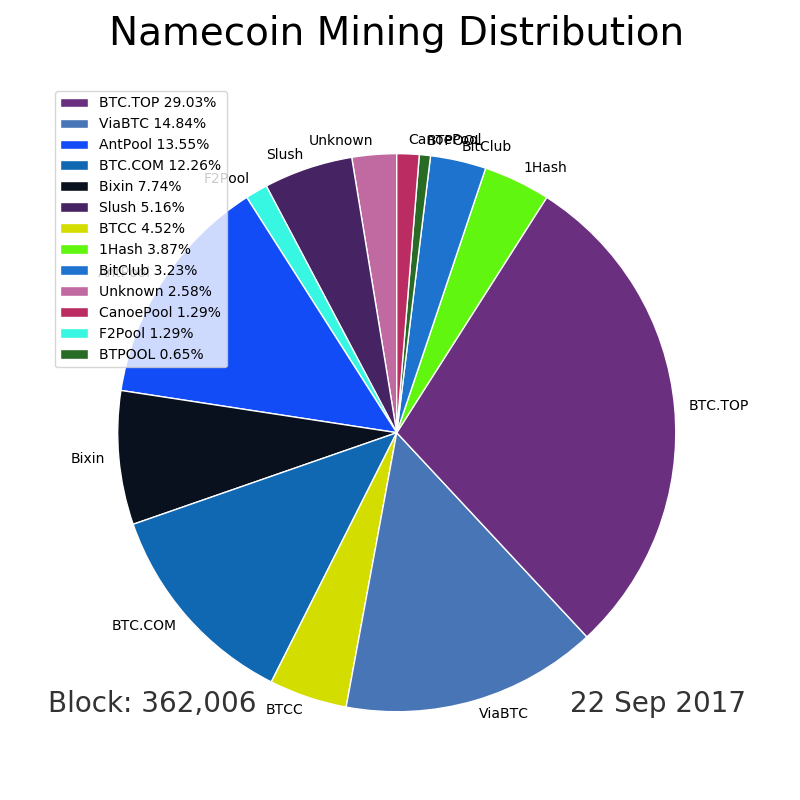 Namecoin Mining Distribution
BTC.TOP 29.03%
ViaBTC 14.84%
AntPool 13.55%
BTC.COM 12.26%
Bixin 7.74%
Slush 5.16%
BTCC 4.52%
1Hash 3.87%
BitClub 3.23%
Unknown 2.58%
CanoePool 1.29%
F2Pool 1.29%
BTPOOL 0.65%
CanoePool
BTPOOL
BitClub
1Hash
Unknown
Slush
F2Pool
AntPool
BTC.TOP
Bixin
BTC.COM
BTCC
ViaBTC
Block: 362,006
22 Sep 2017